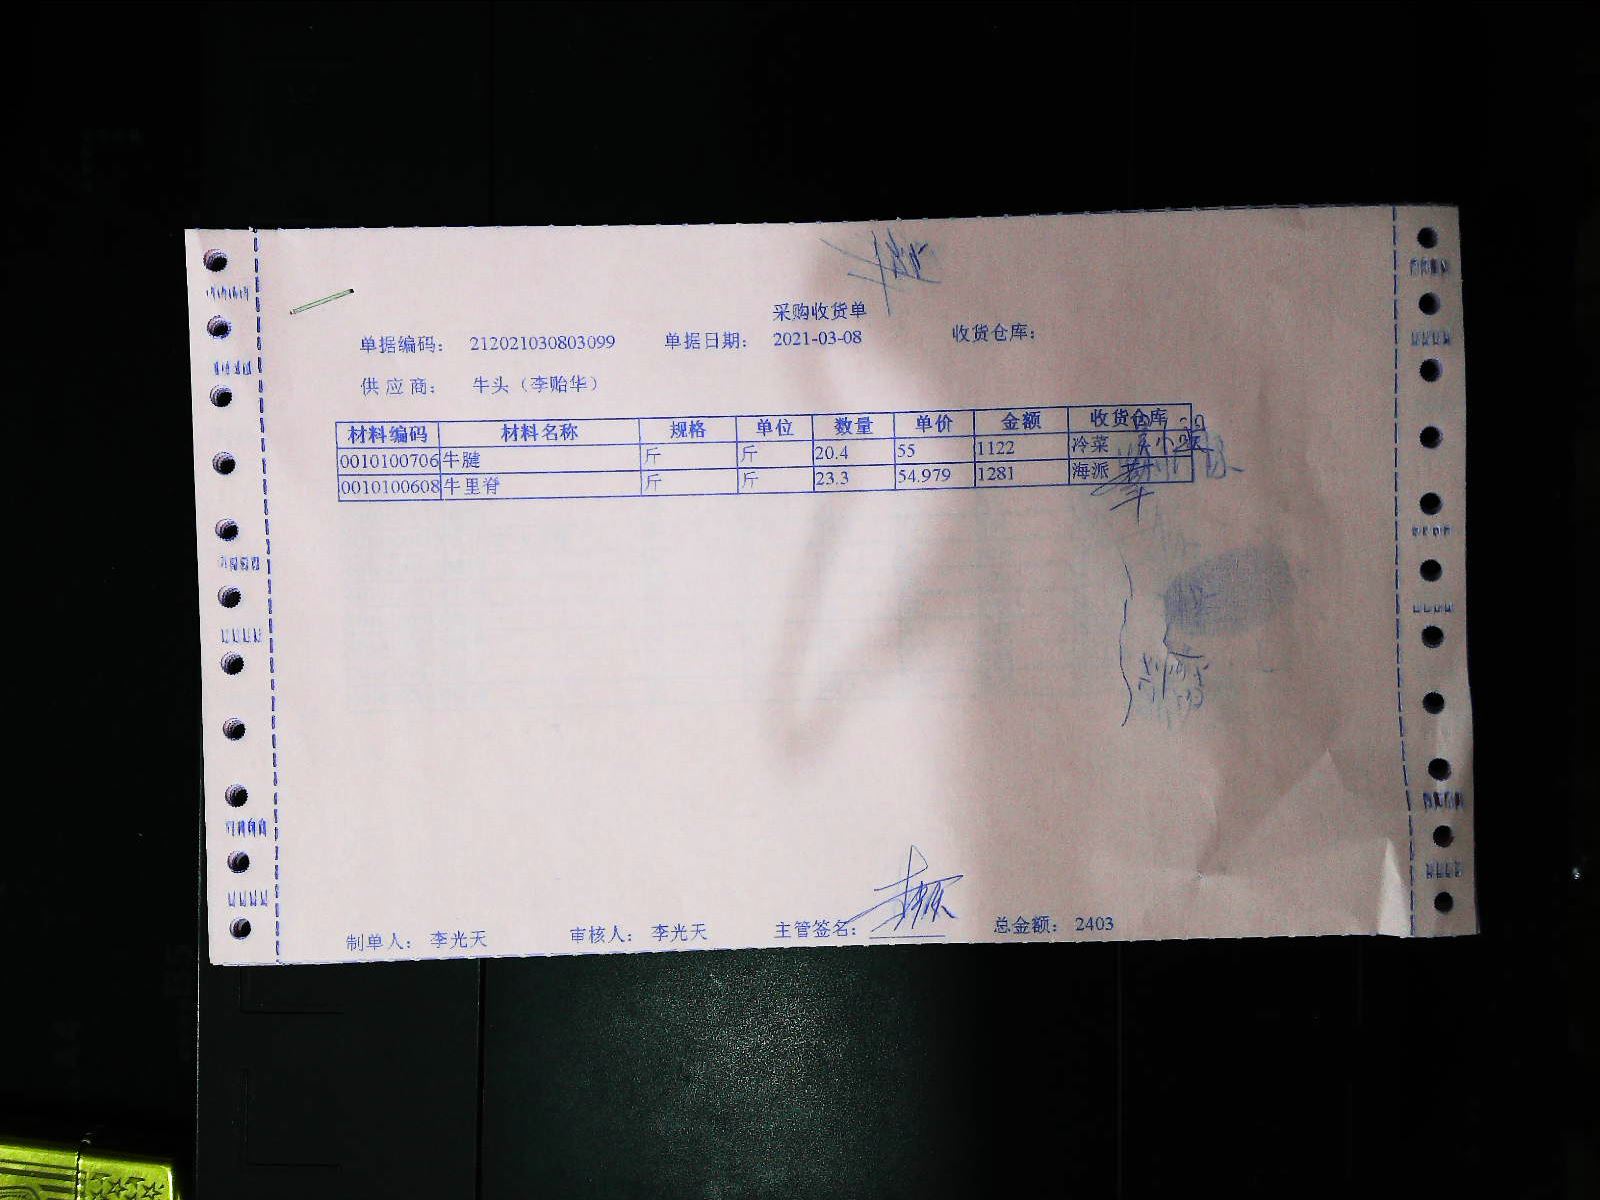 采购收货单
单据编码： 212021030803099 单据日期： 2021-03-08 收货仓库：
供应商： 牛头（李贻华）
材料编码 材料名称 规格 单位 数量 单价 金额 收货仓库
0010100706 牛腱 斤 斤 20.4 55 1122 冷菜
0010100608 牛里脊 斤 斤 23.3 54.979 1281 海派
制单人： 李光天 审核人： 李光天 主管签名： 总金额： 2403